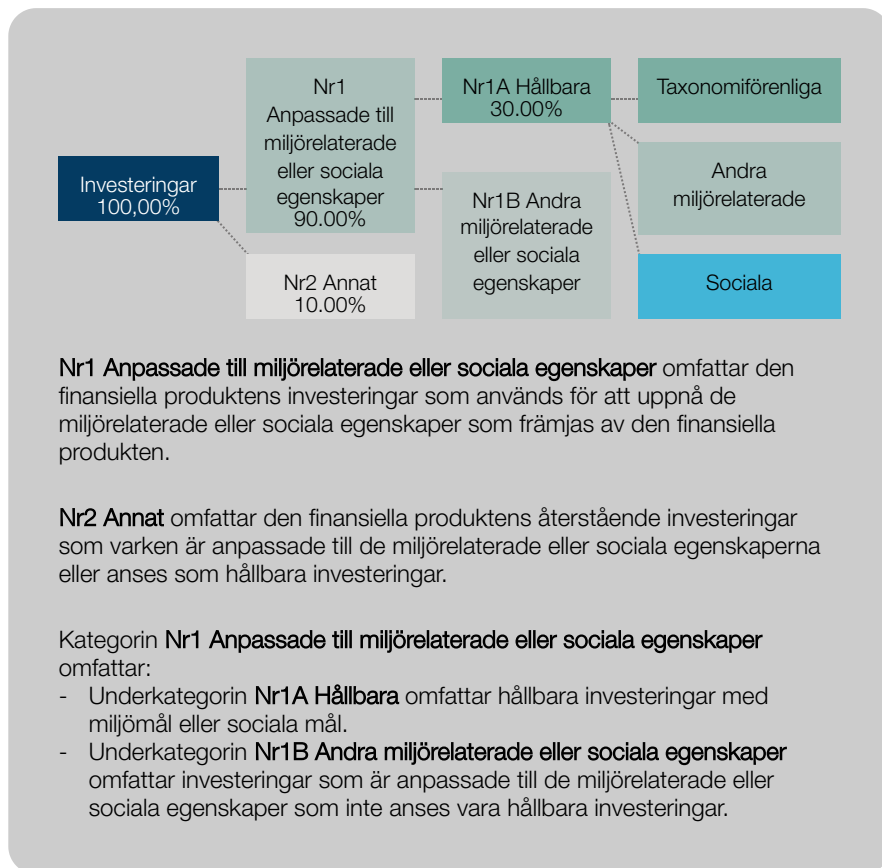 Investeringar
100,00%
Nr1
Anpassade till
miljörelaterade
eller sociala
egenskaper
90.00%
Nr2 Annat
10.00%
Nr1A Hållbara
30.00%
Nr1B Andra
miljörelaterade
eller sociala
egenskaper
Taxonomiförenliga
Andra
miljörelaterade
Sociala
Nr1 Anpassade till miljörelaterade eller sociala egenskaper omfattar den
finansiella produktens investeringar som används för att uppnå de
miljörelaterade eller sociala egenskaper som främjas av den finansiella
produkten.
Nr2 Annat omfattar den finansiella produktens återstående investeringar
som varken är anpassade till de miljörelaterade eller sociala egenskaperna
eller anses som hållbara investeringar.
Kategorin Nr1 Anpassade till miljörelaterade eller sociala egenskaper
omfattar:
- Underkategorin Nr1A Hållbara omfattar hållbara investeringar med
miljömål eller sociala mål.
- Underkategorin Nr1B Andra miljörelaterade eller sociala egenskaper
omfattar investeringar som är anpassade till de miljörelaterade eller
sociala egenskaper som inte anses vara hållbara investeringar.